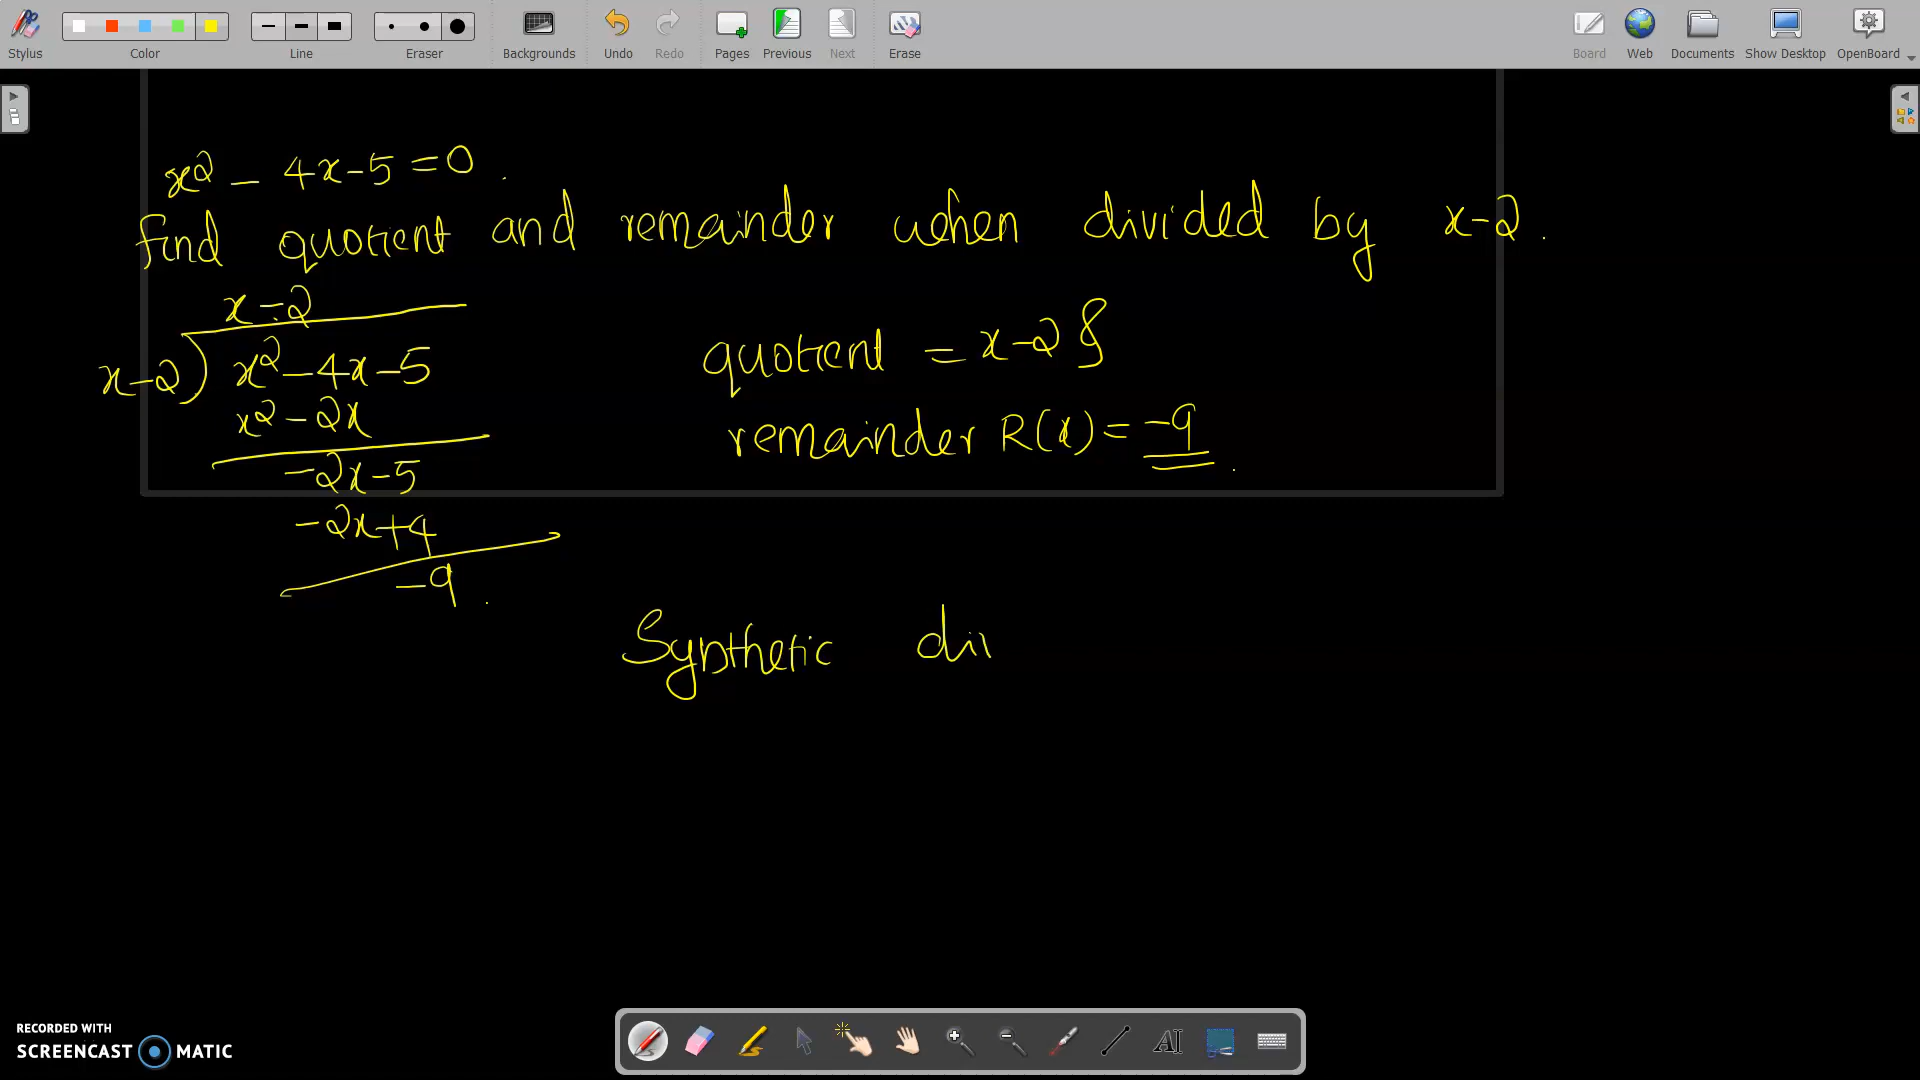 Stylus Color Line Eraser Backgrounds Undo Redo Pages Previous Next Erase Board Web Documents Show Desktop OpenBoard
x² - 4x-5=0.
find quotient and remainder when divided by x-2.
x-2
x-2) x²-4x-5
x²-2x
-2x-5
-2x+4
-9.
quotient = x-2 }
remainder R(x) = -9.
Synthetic div
RECORDED WITH
SCREENCAST MATIC
AI